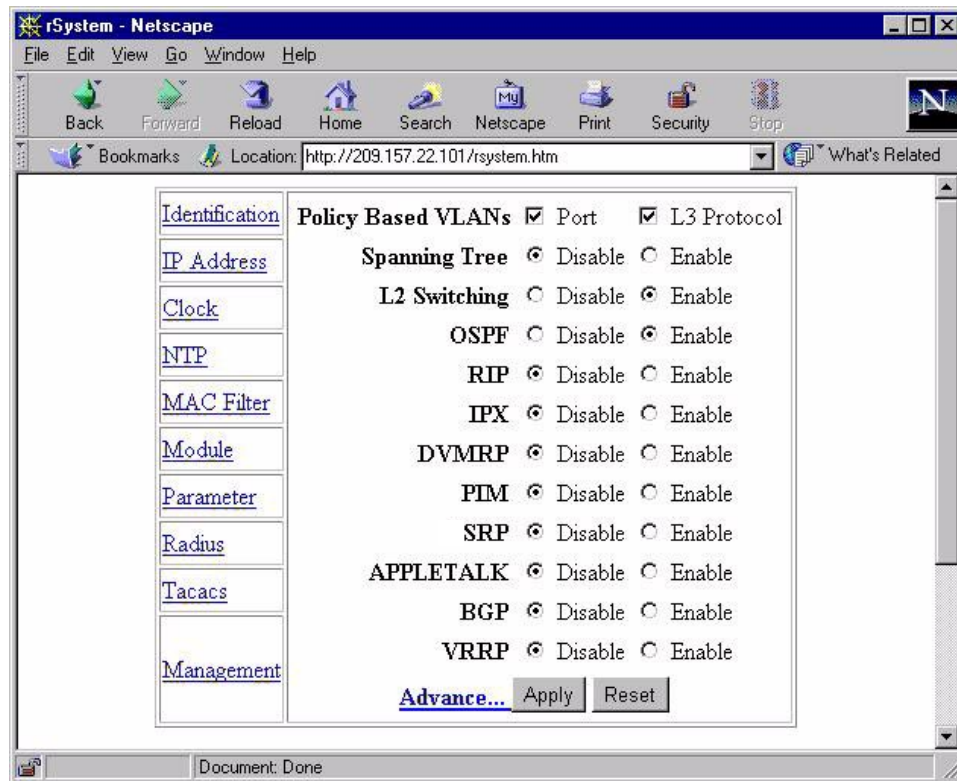 rSystem - Netscape
File Edit View Go Window Help
Back Forward Reload Home Search Netscape Print Security Stop
My
N
Bookmarks Location: http://209.157.22.101/rsystem.htm What's Related
Identification
IP Address
Clock
NTP
MAC Filter
Module
Parameter
Radius
Tacacs
Management
Policy Based VLANs Port L3 Protocol
Spanning Tree Disable Enable
L2 Switching Disable Enable
OSPF Disable Enable
RIP Disable Enable
IPX Disable Enable
DVMRP Disable Enable
PIM Disable Enable
SRP Disable Enable
APPLETALK Disable Enable
BGP Disable Enable
VRRP Disable Enable
Advance... Apply Reset
Document: Done